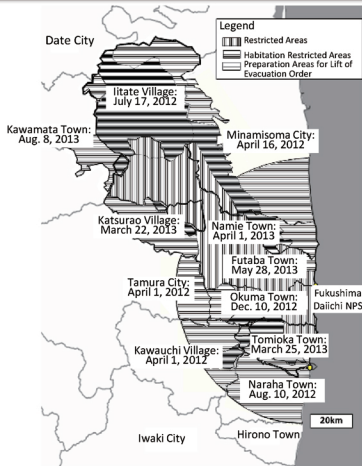 Legend
Restricted Areas
Habitation Restricted Areas
Preparation Areas for Lift of
Evacuation Order
Date City
Iitate Village:
July 17, 2012
Kawamata Town:
Aug. 8, 2013
Minamisoma City:
April 16, 2012
Katsurao Village:
March 22, 2013
Namie Town:
April 1, 2013
Futaba Town:
May 28, 2013
Tamura City:
April 1, 2012
Okuma Town:
Dec. 10, 2012
Fukushima
Daiichi NPS
Tomioka Town:
March 25, 2013
Kawauchi Village:
April 1, 2012
Naraha Town:
Aug. 10, 2012
20km
Iwaki City
Hirono Town